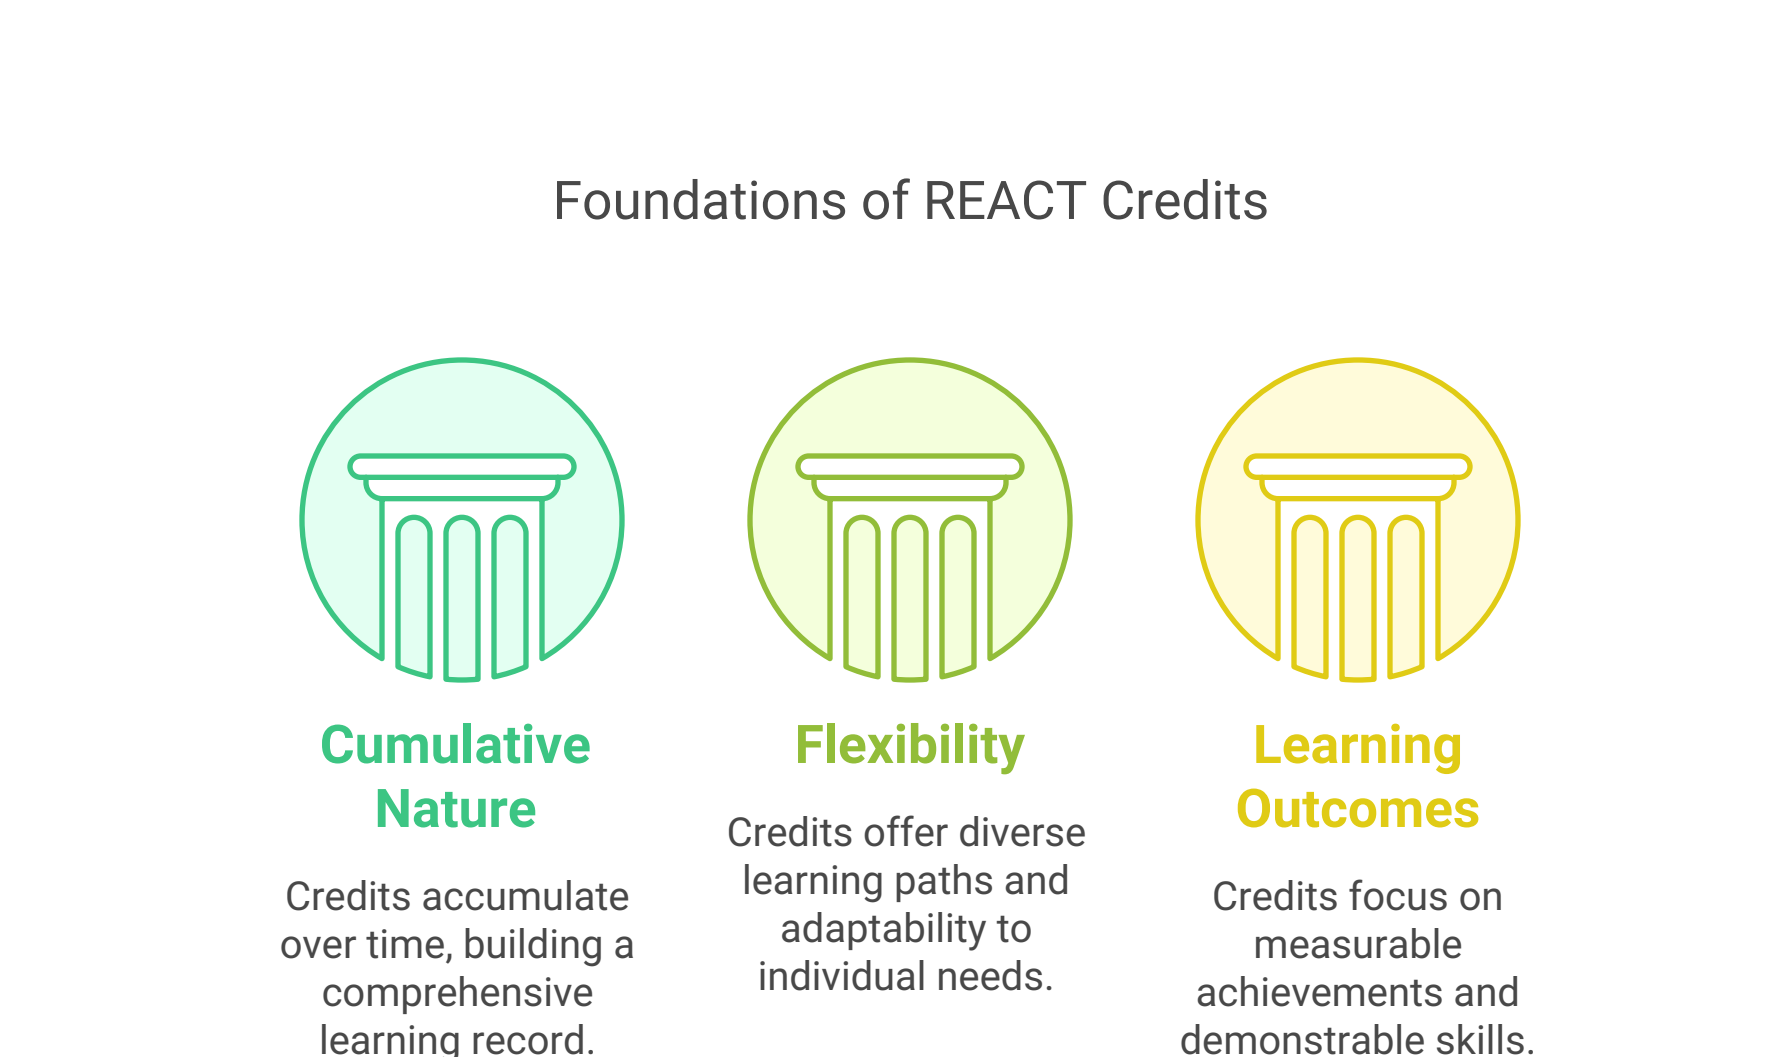 Foundations of REACT Credits
Cumulative
Nature
Credits accumulate
over time, building a
comprehensive
learning record.
Flexibility
Credits offer diverse
learning paths and
adaptability to
individual needs.
Learning
Outcomes
Credits focus on
measurable
achievements and
demonstrable skills.